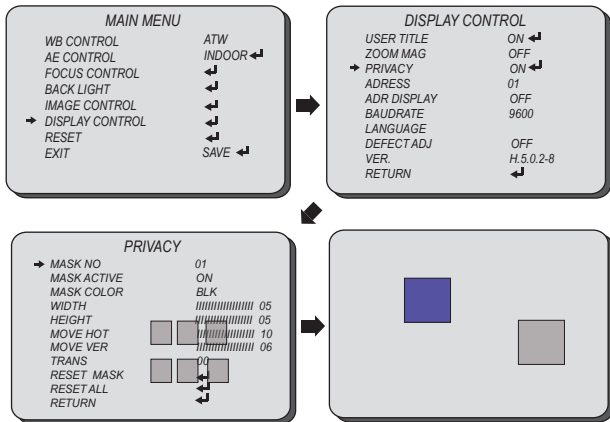 MAIN MENU
WB CONTROL ATW
AE CONTROL INDOOR
FOCUS CONTROL
BACK LIGHT
IMAGE CONTROL
DISPLAY CONTROL
RESET
EXIT SAVE
DISPLAY CONTROL
USER TITLE ON
ZOOM MAG OFF
PRIVACY ON
ADRESS 01
ADR DISPLAY OFF
BAUDRATE 9600
LANGUAGE
DEFECT ADJ OFF
VER. H.5.0.2-8
RETURN
PRIVACY
MASK NO 01
MASK ACTIVE ON
MASK COLOR BLK
WIDTH 05
HEIGHT 05
MOVE HOT 10
MOVE VER 06
TRANS 00
RESET MASK
RESET ALL
RETURN